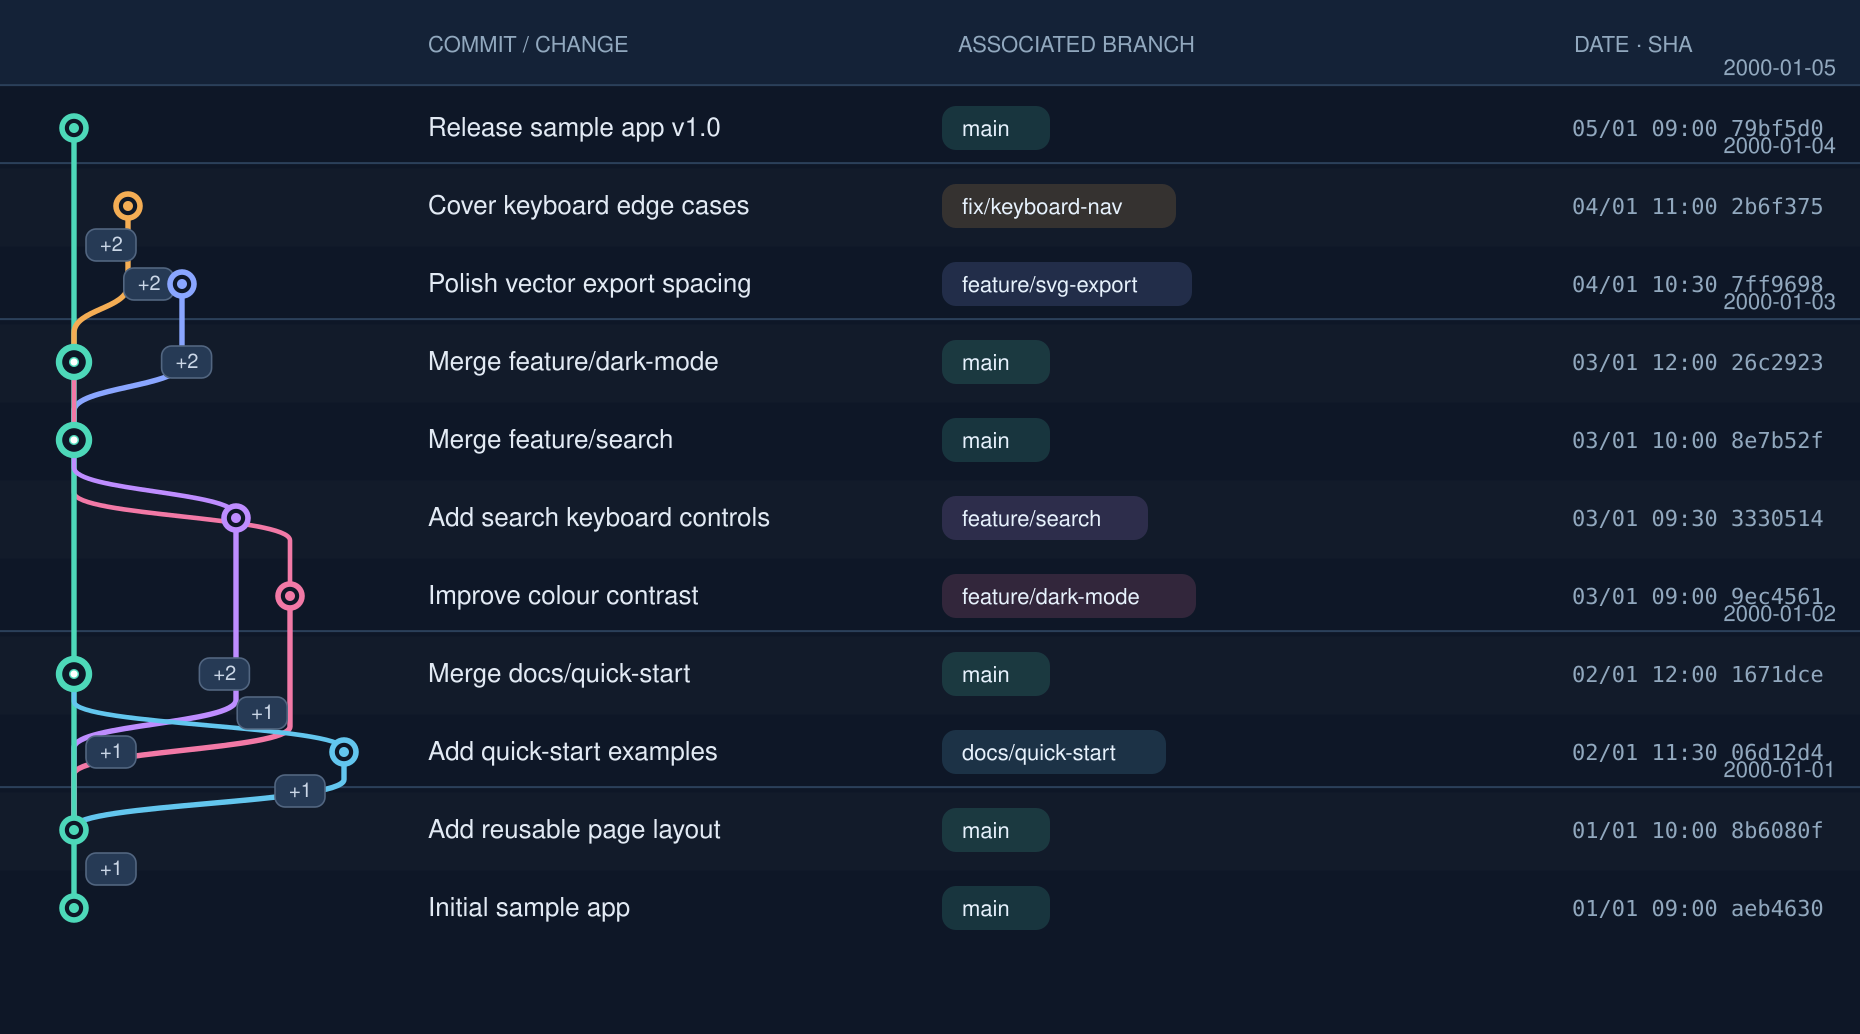 COMMIT / CHANGE ASSOCIATED BRANCH DATE · SHA
2000-01-05
Release sample app v1.0 main 05/01 09:00 79bf5d0
2000-01-04
Cover keyboard edge cases fix/keyboard-nav 04/01 11:00 2b6f375
+2
+2 Polish vector export spacing feature/svg-export 04/01 10:30 7ff9698
2000-01-03
+2 Merge feature/dark-mode main 03/01 12:00 26c2923
Merge feature/search main 03/01 10:00 8e7b52f
Add search keyboard controls feature/search 03/01 09:30 3330514
Improve colour contrast feature/dark-mode 03/01 09:00 9ec4561
2000-01-02
+2 Merge docs/quick-start main 02/01 12:00 1671dce
+1
+1 Add quick-start examples docs/quick-start 02/01 11:30 06d12d4
2000-01-01
+1
Add reusable page layout main 01/01 10:00 8b6080f
+1
Initial sample app main 01/01 09:00 aeb4630